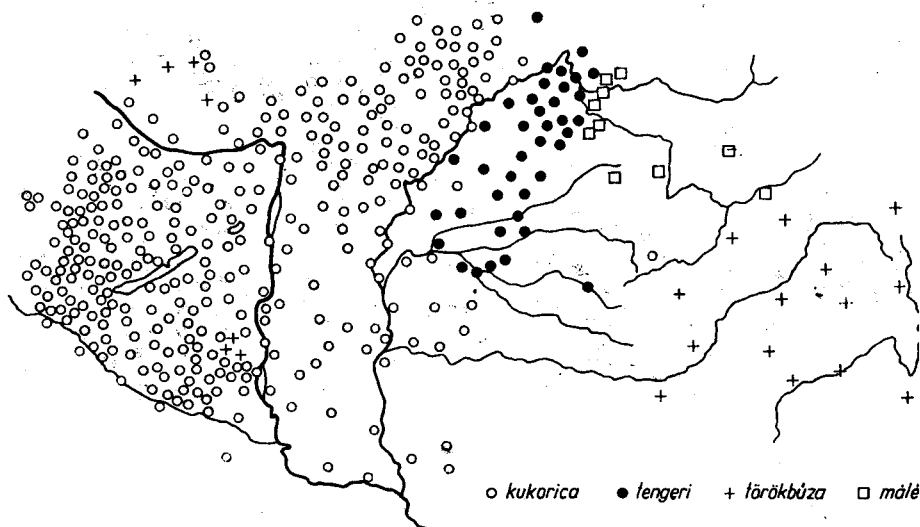 ○ kukorica ● tengeri + törökbúza □ málé